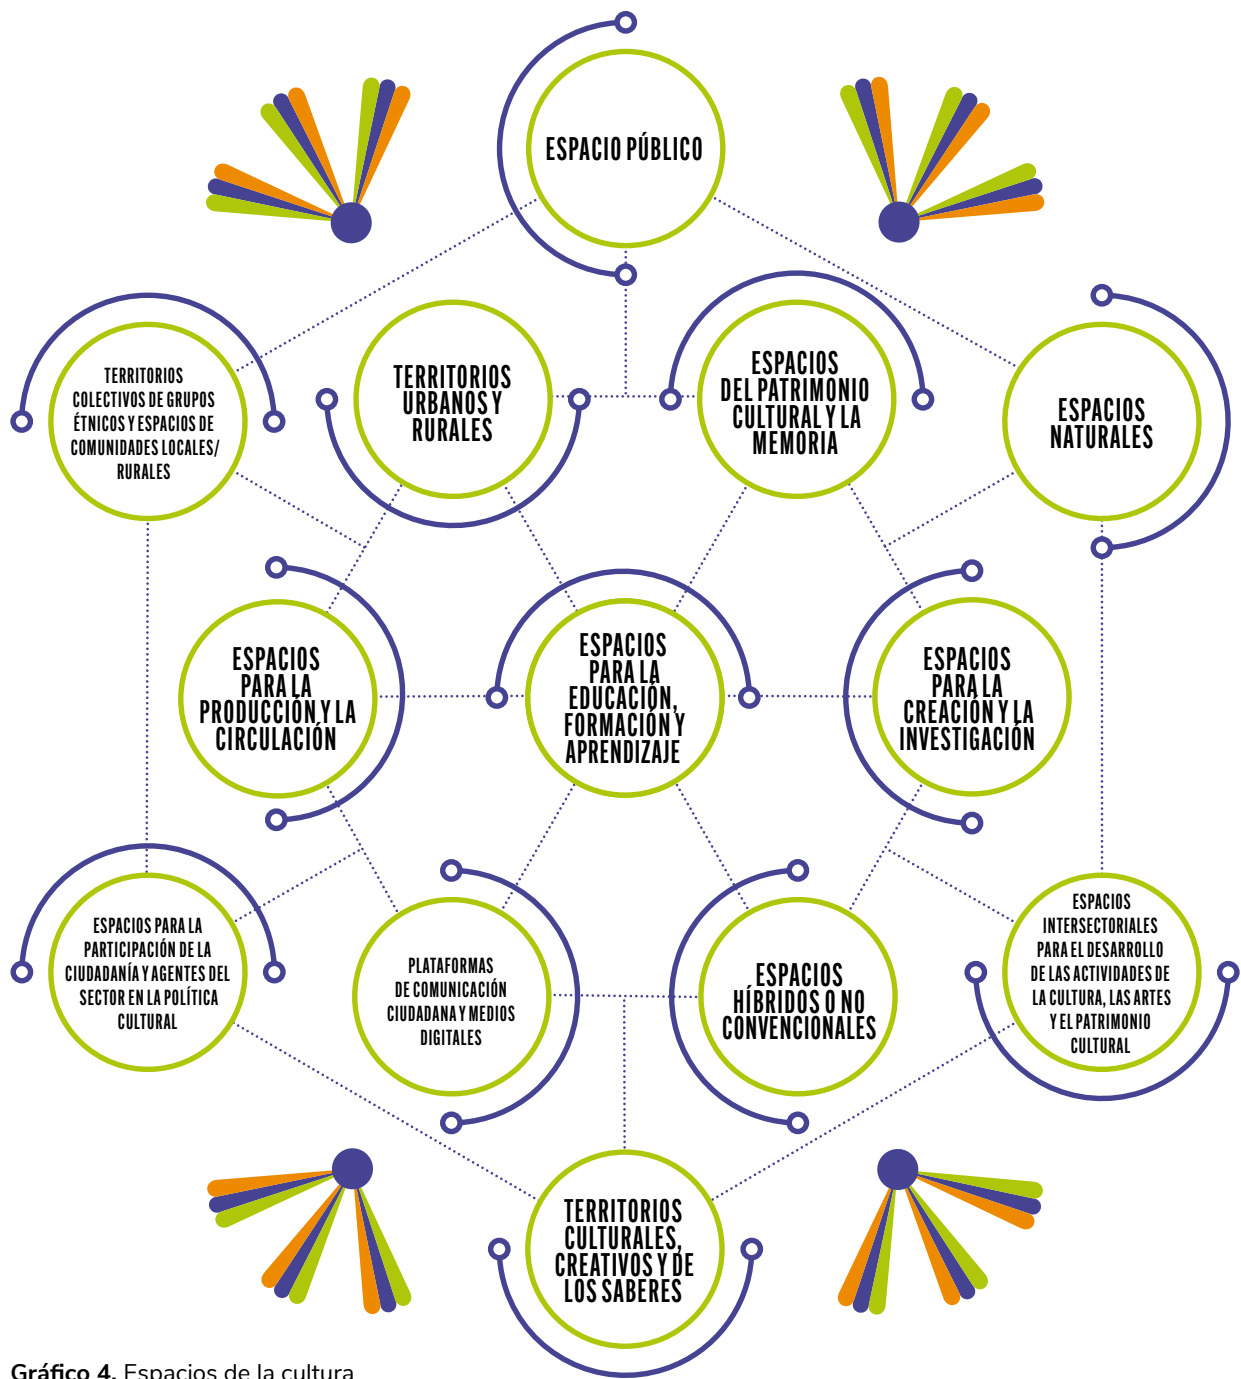 ESPACIO PÚBLICO
TERRITORIOS
COLECTIVOS DE GRUPOS
ÉTNICOS Y ESPACIOS DE
COMUNIDADES LOCALES/
RURALES
TERRITORIOS
URBANOS Y
RURALES
ESPACIOS
DEL PATRIMONIO
CULTURAL Y LA
MEMORIA
ESPACIOS
NATURALES
ESPACIOS
PARA LA
PRODUCCIÓN Y LA
CIRCULACIÓN
ESPACIOS
PARA LA
EDUCACIÓN,
FORMACIÓN Y
APRENDIZAJE
ESPACIOS
PARA LA
CREACIÓN Y LA
INVESTIGACIÓN
ESPACIOS PARA LA
PARTICIPACIÓN DE LA
CIUDADANÍA Y AGENTES DEL
SECTOR EN LA POLÍTICA
CULTURAL
PLATAFORMAS
DE COMUNICACIÓN
CIUDADANA Y MEDIOS
DIGITALES
ESPACIOS
HÍBRIDOS O NO
CONVENCIONALES
ESPACIOS
INTERSECTORIALES
PARA EL DESARROLLO
DE LAS ACTIVIDADES DE
LA CULTURA, LAS ARTES
Y EL PATRIMONIO
CULTURAL
TERRITORIOS
CULTURALES,
CREATIVOS Y DE
LOS SABERES
Gráfico 4. Espacios de la cultura